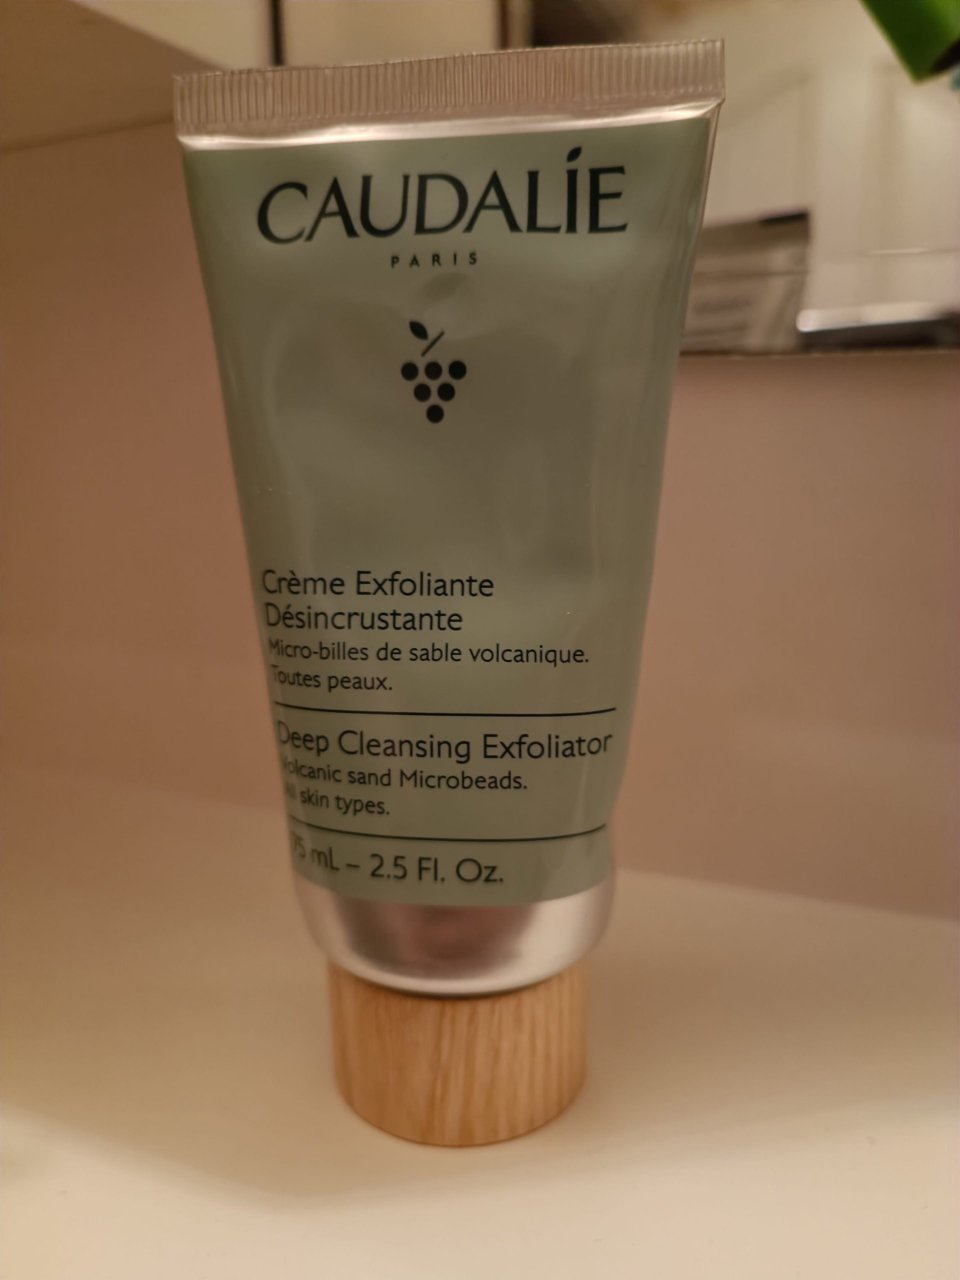 CAUDALÍE
PARIS
Crème Exfoliante
Désincrustante
Micro-billes de sable volcanique.
Toutes peaux.
Deep Cleansing Exfoliator
Volcanic sand Microbeads.
All skin types.
75 mL – 2.5 Fl. Oz.